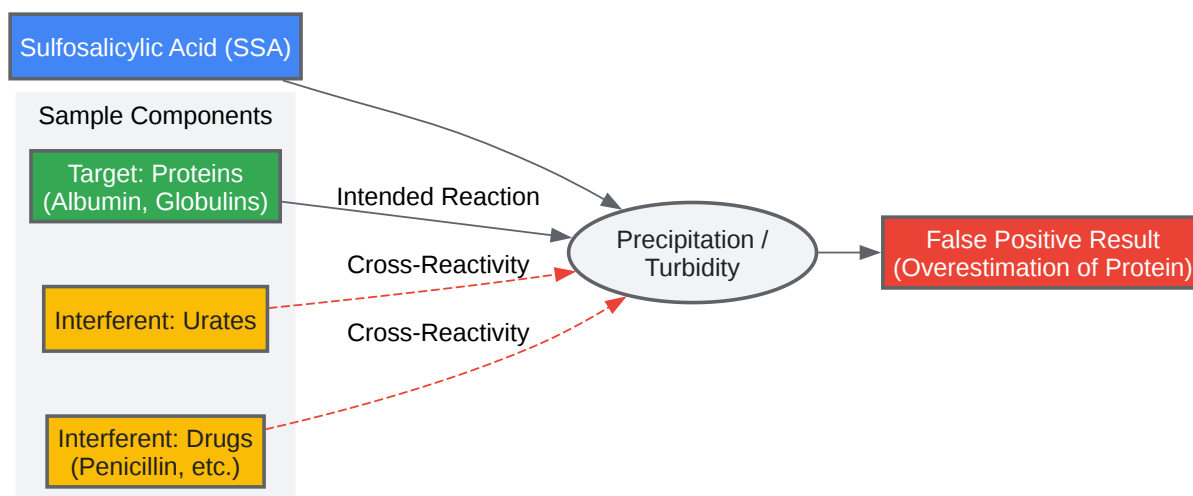 Sulfosalicylic Acid (SSA)
Sample Components
Target: Proteins
(Albumin, Globulins)
Intended Reaction
Cross-Reactivity
Interferent: Urates
Cross-Reactivity
Interferent: Drugs
(Penicillin, etc.)
Precipitation /
Turbidity
False Positive Result
(Overestimation of Protein)